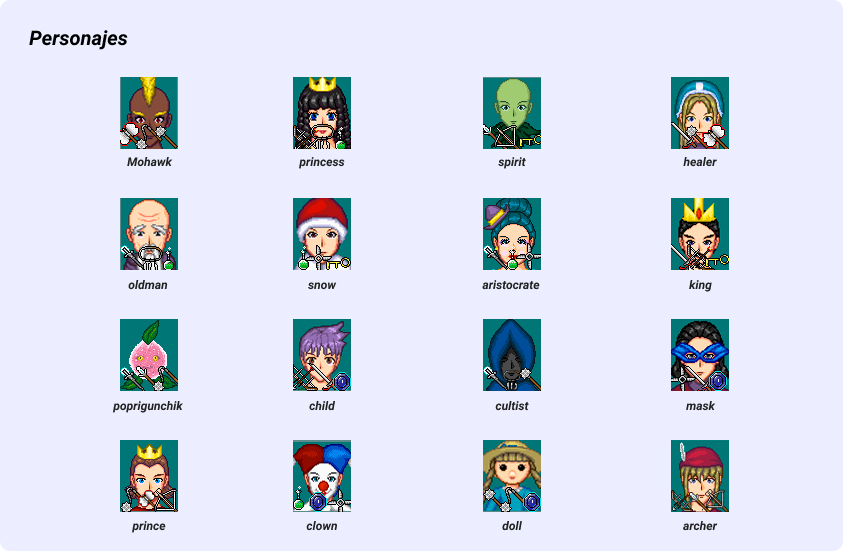 Personajes
Mohawk
princess
spirit
healer
oldman
snow
aristocrate
king
poprigunchik
child
cultist
mask
prince
clown
doll
archer